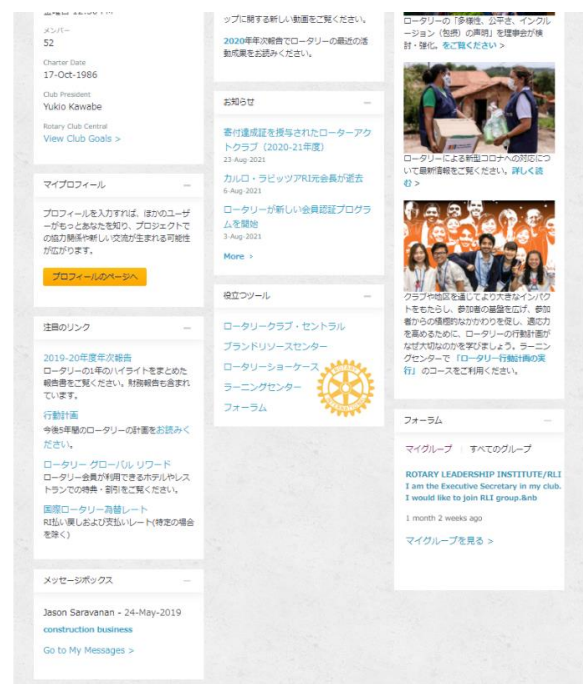 メンバー
52
Charter Date
17-Oct-1986
Club President
Yukio Kawabe
Rotary Club Central
View Club Goals >
マイプロフィール
プロフィールを入力すれば、ほかのユーザ
ーがもっとあなたを知り、プロジェクトで
の協力関係や新しい交流が生まれる可能性
が広がります。
プロフィールのページへ
注目のリンク
2019-20年度年次報告
ロータリーの1年のハイライトをまとめた
報告書をご覧ください。財務報告も含まれ
ています。
行動計画
今後5年間のロータリーの計画をお読みく
ださい。
ロータリー グローバル リワード
ロータリー会員が利用できるホテルやレス
トランでの特典・割引をご覧ください。
国際ロータリー為替レート
RI払い戻しおよび支払いレート(特定の場合
を除く)
メッセージボックス
Jason Saravanan - 24-May-2019
construction business
Go to My Messages >
ップに関する新しい動画をご覧ください。
2020年年次報告でロータリーの最近の活
動成果をお読みください。
お知らせ
寄付達成証を授与されたローターアク
トクラブ（2020-21年度）
23-Aug-2021
カルロ・ラビッツアRI元会長が逝去
6-Aug-2021
ロータリーが新しい会員認証プログラ
ムを開始
3-Aug-2021
More >
役立つツール
ロータリークラブ・セントラル
ブランドリソースセンター
ロータリーショーケース
ラーニングセンター
フォーラム
ロータリーの「多様性、公平さ、インクル
ージョン（包摂）の声明」を理事会が検
討・強化。をご覧ください >
ロータリーによる新型コロナへの対応につ
いて最新情報をご覧ください。詳しく読
む >
クラブや地区を通じてより大きなインパク
トをもたらし、参加者の基盤を広げ、参加
者からの積極的なかかわりを促し、適応力
を高めるために、ロータリーの行動計画が
なぜ大切なのかを学びましょう。ラーニン
グセンターで「ロータリー行動計画の実
行」のコースをご利用ください。
フォーラム
マイグループ | すべてのグループ
ROTARY LEADERSHIP INSTITUTE/RLI
I am the Executive Secretary in my club.
I would like to join RLI group.&nb
1 month 2 weeks ago
マイグループを見る >